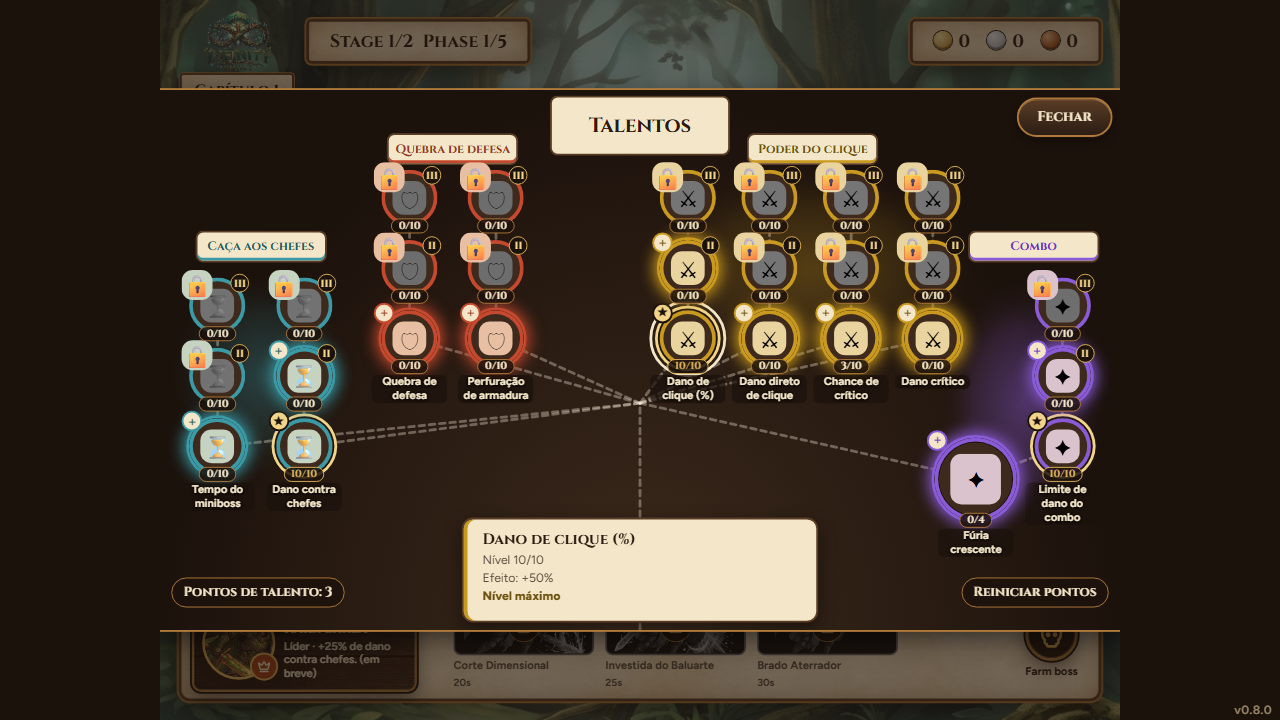 Stage 1/2 Phase 1/5
0 0 0
Talentos
Fechar
Quebra de defesa
Poder do clique
Caça aos chefes
Combo
III III III III III III
0/10 0/10 0/10 0/10 0/10 0/10
II II II II II II
0/10 0/10 0/10 0/10 0/10 0/10
0/10 0/10 10/10 0/10 3/10 0/10
Quebra de defesa
Perfuração de armadura
Dano de clique (%)
Dano direto de clique
Chance de crítico
Dano crítico
III III III
0/10 0/10 0/10
II II II
0/10 0/10 0/10
0/10 10/10 10/10
Tempo do miniboss
Dano contra chefes
Limite de dano do combo
0/4
Fúria crescente
Dano de clique (%)
Nível 10/10
Efeito: +50%
Nível máximo
Pontos de talento: 3
Reiniciar pontos
Líder · +25% de dano
contra chefes. (em
breve)
Corte Dimensional
20s
Investida do Baluarte
25s
Brado Aterrador
30s
Farm boss
v0.8.0